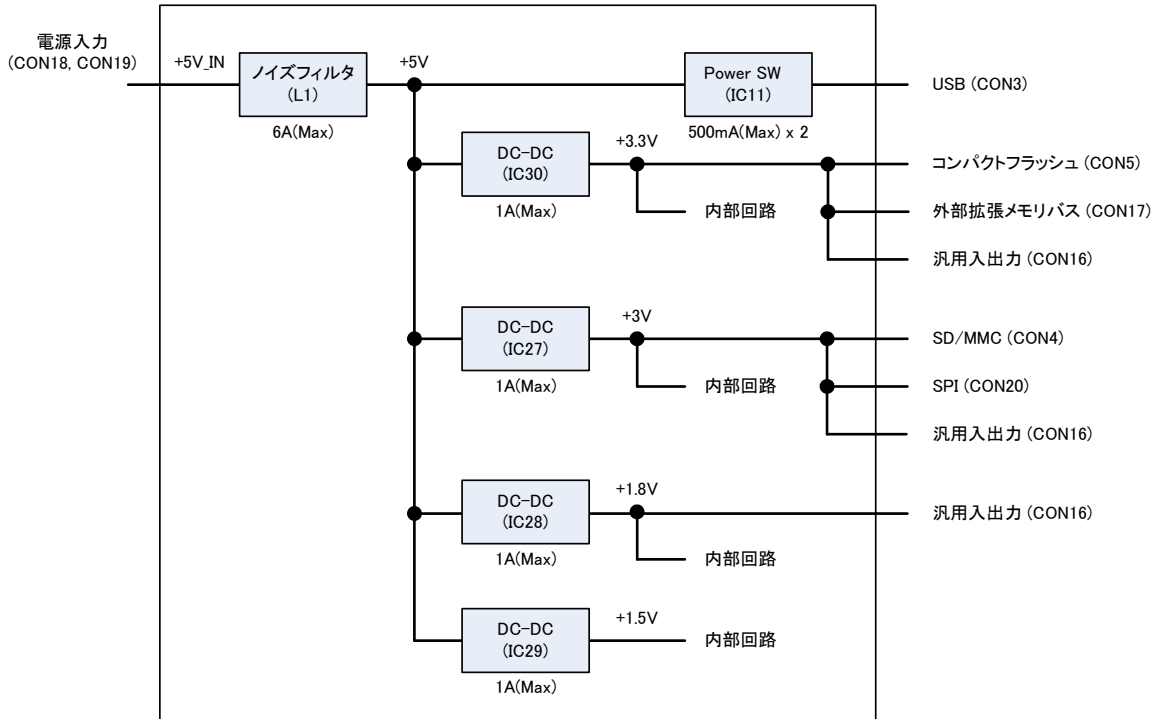 電源入力
(CON18, CON19)
+5V_IN
ノイズフィルタ
(L1)
6A(Max)
+5V
Power SW
(IC11)
500mA(Max) x 2
USB (CON3)
DC-DC
(IC30)
1A(Max)
+3.3V
内部回路
コンパクトフラッシュ (CON5)
外部拡張メモリバス (CON17)
汎用入出力 (CON16)
DC-DC
(IC27)
1A(Max)
+3V
内部回路
SD/MMC (CON4)
SPI (CON20)
汎用入出力 (CON16)
DC-DC
(IC28)
1A(Max)
+1.8V
内部回路
汎用入出力 (CON16)
DC-DC
(IC29)
1A(Max)
+1.5V
内部回路